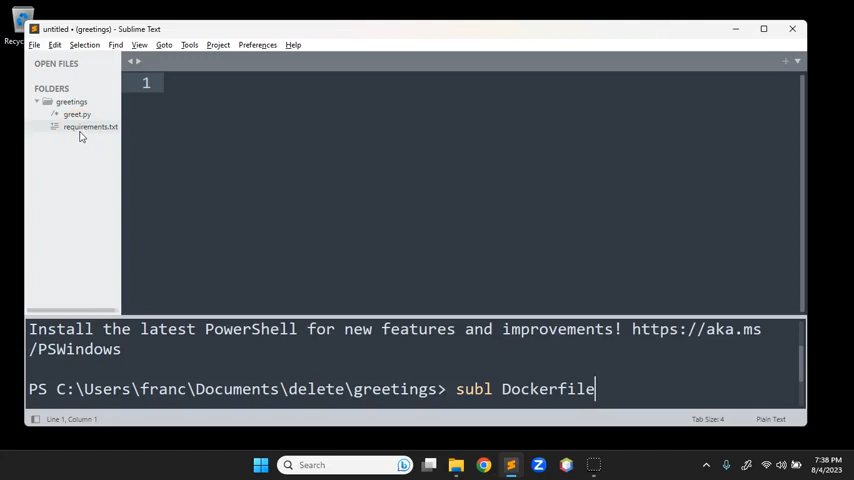 Recyc
untitled • (greetings) - Sublime Text
File Edit Selection Find View Goto Tools Project Preferences Help
OPEN FILES
FOLDERS
greetings
/* greet.py
requirements.txt
1
Install the latest PowerShell for new features and improvements! https://aka.ms
/PSWindows
PS C:\Users\franc\Documents\delete\greetings> subl Dockerfile
Line 1, Column 1 Tab Size: 4 Plain Text
Search
7:38 PM
8/4/2023